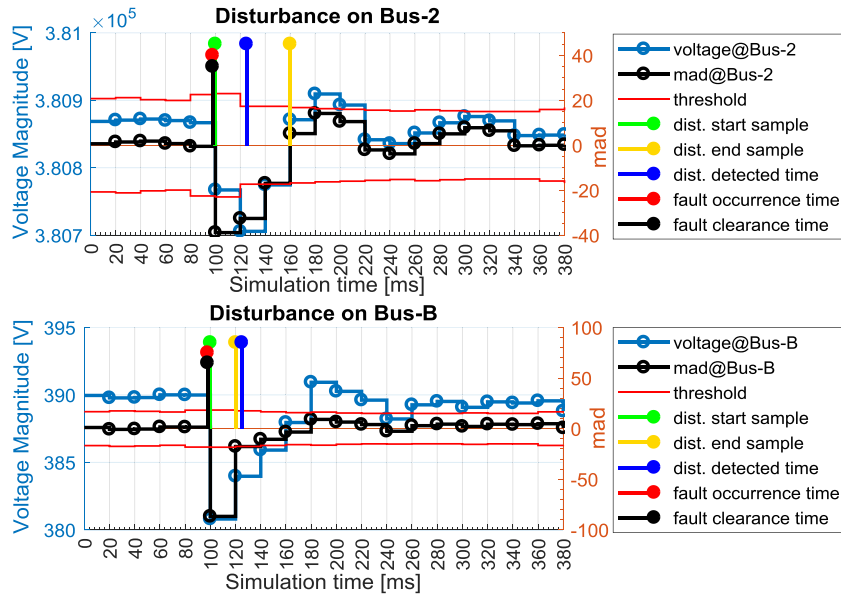 Disturbance on Bus-2
×10⁵
3.81
3.809
3.808
3.807
Voltage Magnitude [V]
50
40
20
0
-20
-40
mad
0 20 40 60 80 100 120 140 160 180 200 220 240 260 280 300 320 340 360 380
Simulation time [ms]
voltage@Bus-2
mad@Bus-2
threshold
dist. start sample
dist. end sample
dist. detected time
fault occurrence time
fault clearance time
Disturbance on Bus-B
395
390
385
380
Voltage Magnitude [V]
100
50
0
-50
-100
mad
0 20 40 60 80 100 120 140 160 180 200 220 240 260 280 300 320 340 360 380
Simulation time [ms]
voltage@Bus-B
mad@Bus-B
threshold
dist. start sample
dist. end sample
dist. detected time
fault occurrence time
fault clearance time